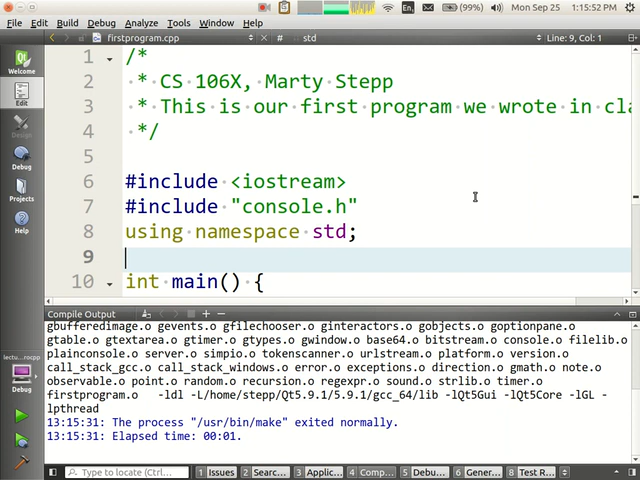 En (99%) Mon Sep 25 1:15:52 PM
File Edit Build Debug Analyze Tools Window Help
firstprogram.cpp # std Line: 9, Col: 1
Welcome
Edit
Design
Debug
Projects
Help
1 /*
2 * CS 106X, Marty Stepp
3 * This is our first program we wrote in cla
4 */
5
6 #include <iostream>
7 #include "console.h"
8 using namespace std;
9
10 int main() {
Compile Output
gbufferedimage.o gevents.o gfilechooser.o ginteractors.o gobjects.o goptionpane.o
gtable.o gtextarea.o gtimer.o gtypes.o gwindow.o base64.o bitstream.o console.o filelib.o
plainconsole.o server.o simpio.o tokenscanner.o urlstream.o platform.o version.o
call_stack_gcc.o call_stack_windows.o error.o exceptions.o direction.o gmath.o note.o
observable.o point.o random.o recursion.o regexpr.o sound.o strlib.o timer.o
firstprogram.o -ldl -L/home/stepp/Qt5.9.1/5.9.1/gcc_64/lib -lQt5Gui -lQt5Core -lGL -
lpthread
13:15:31: The process "/usr/bin/make" exited normally.
13:15:31: Elapsed time: 00:01.
lectu...rocpp
Debug
Type to locate (Ctrl+... 1 Issues 2 Searc... 3 Applic... 4 Comp... 5 Debu... 6 Gener... 8 Test R...